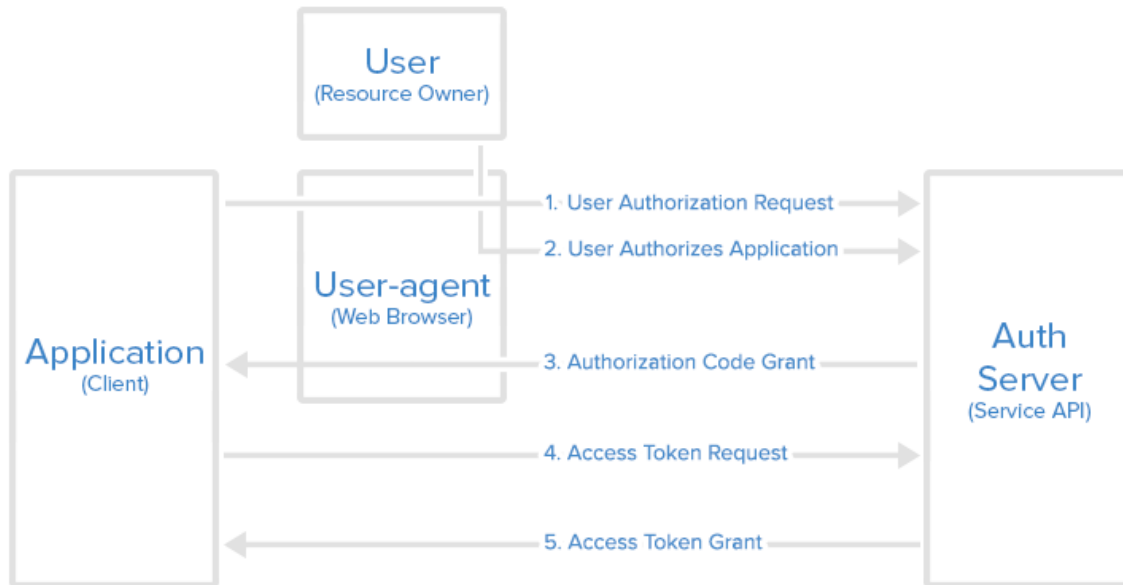 User
(Resource Owner)
1. User Authorization Request
2. User Authorizes Application
User-agent
(Web Browser)
Application
(Client)
3. Authorization Code Grant
Auth
Server
(Service API)
4. Access Token Request
5. Access Token Grant